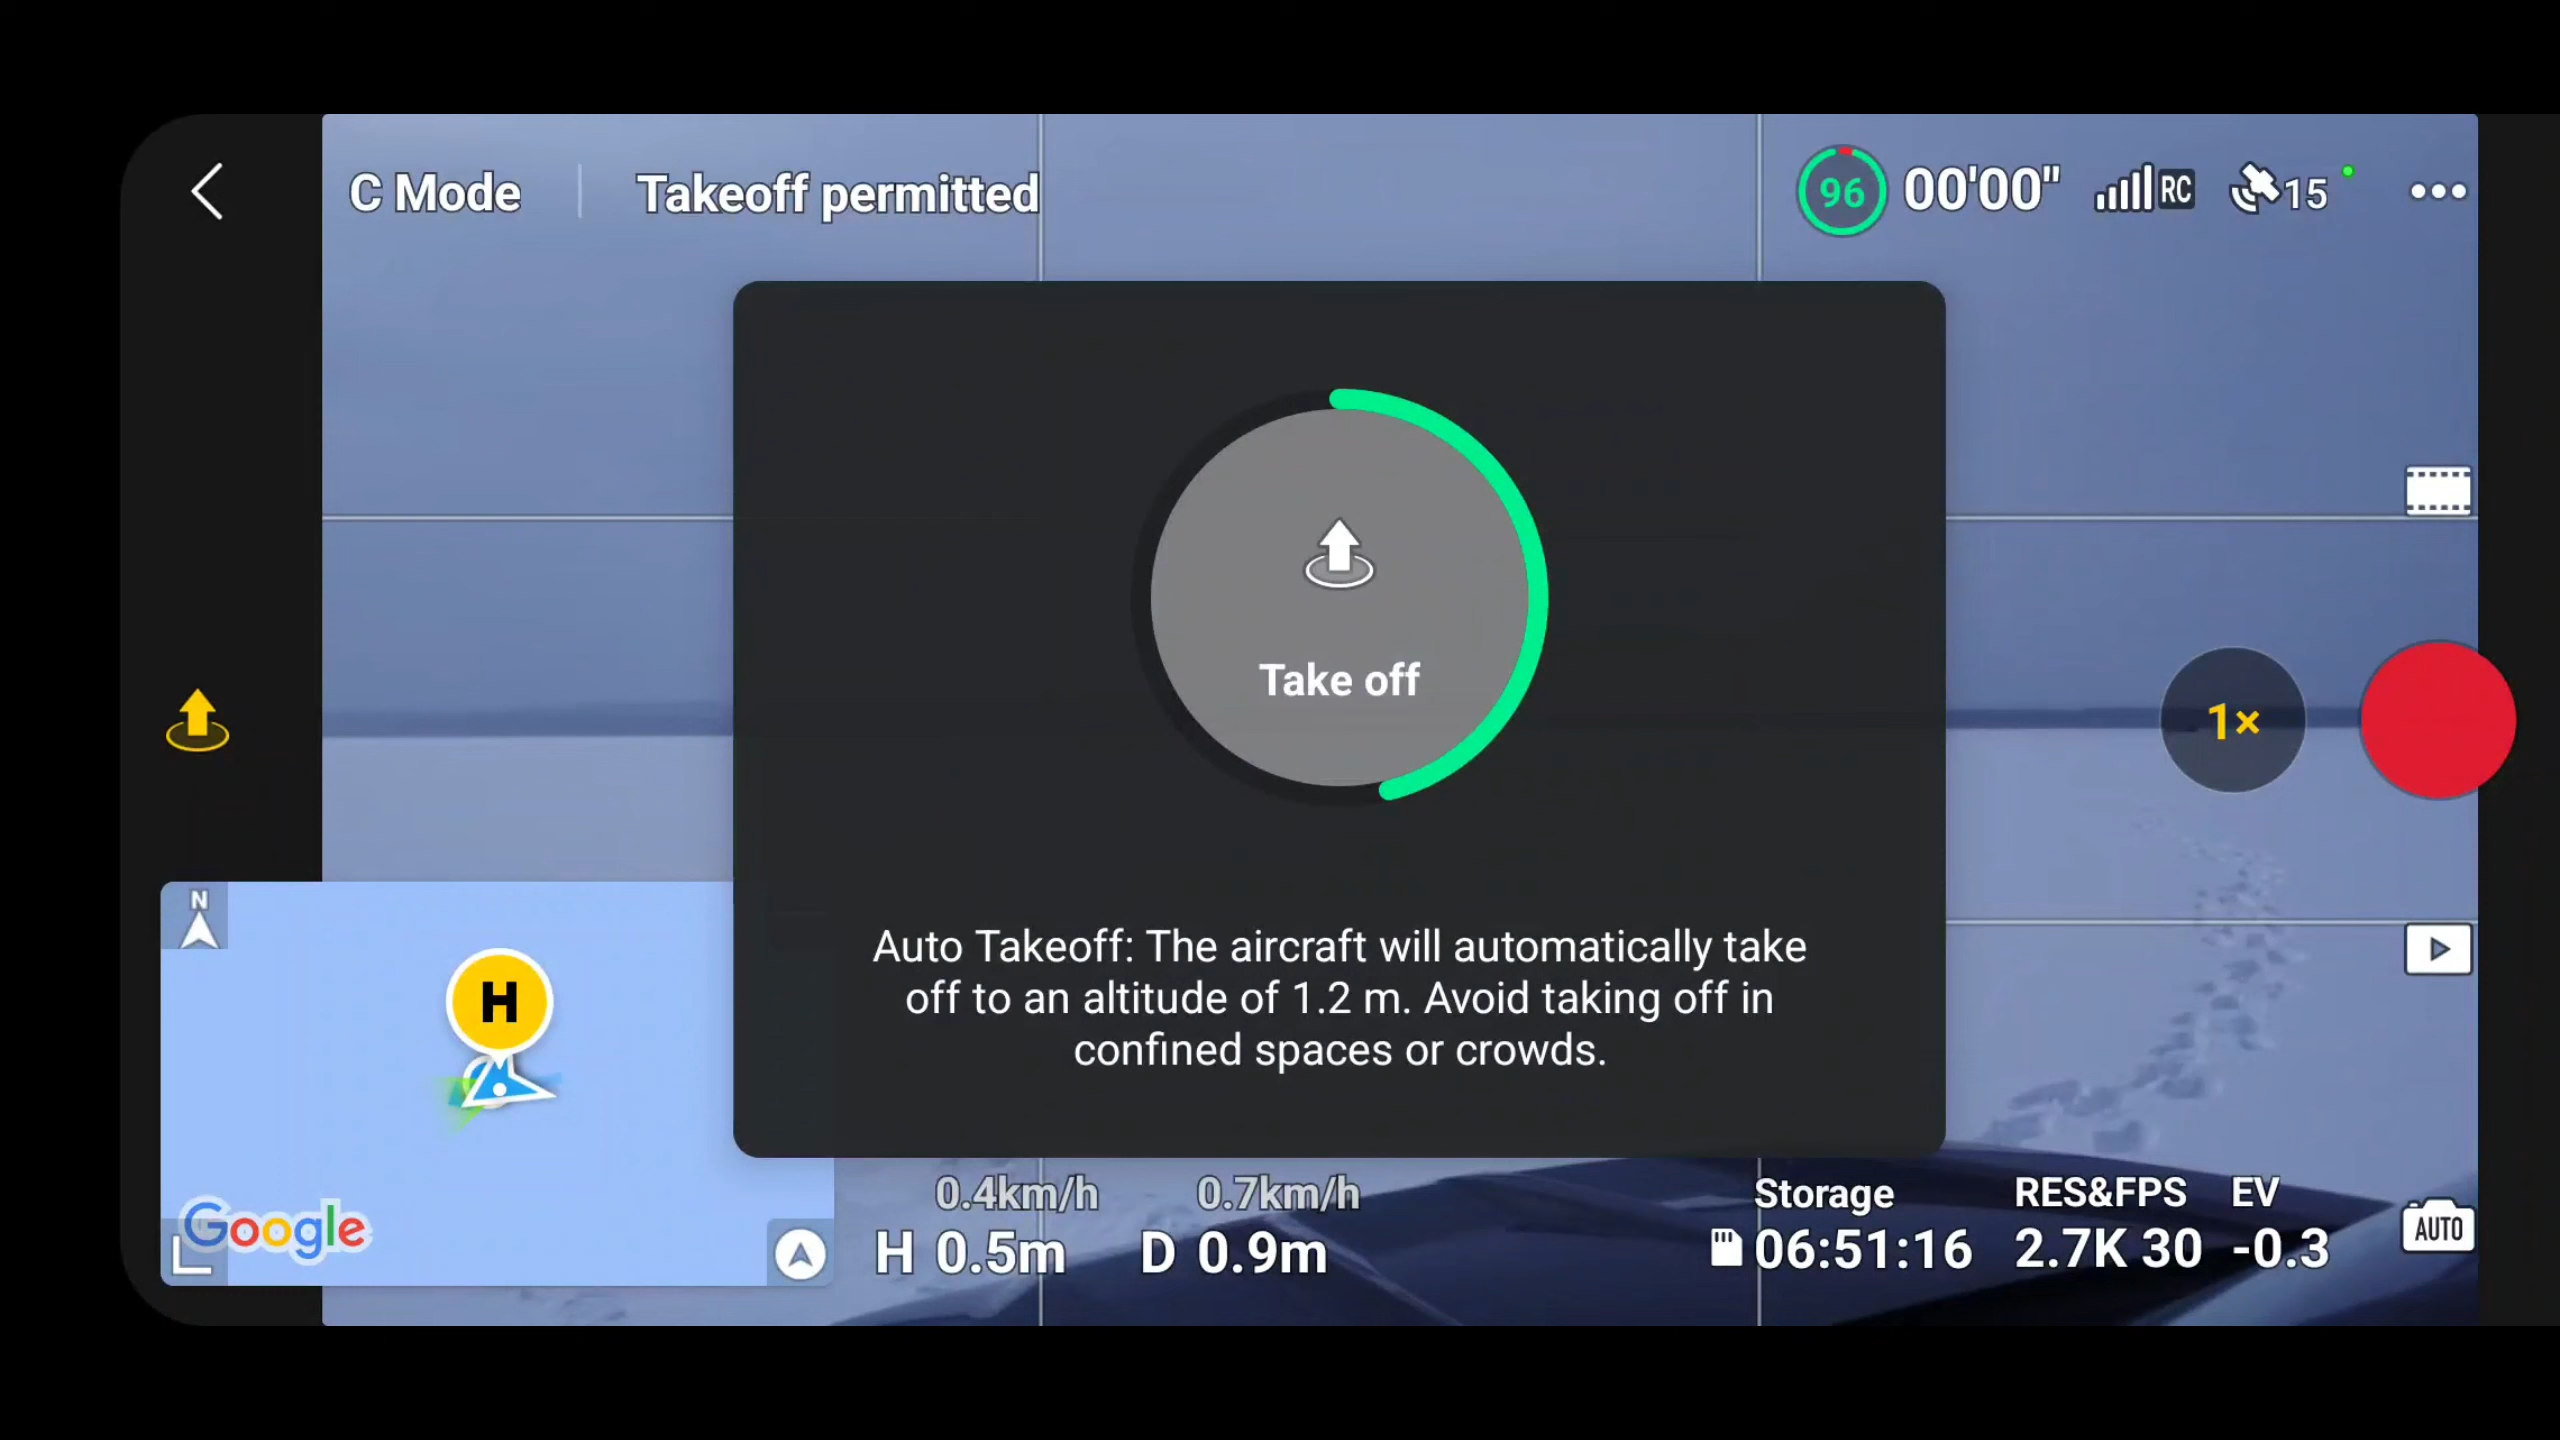 C Mode
Takeoff permitted
96
00'00"
RC
15
Take off
1×
N
H
Auto Takeoff: The aircraft will automatically take
off to an altitude of 1.2 m. Avoid taking off in
confined spaces or crowds.
Google
0.4km/h
0.7km/h
H 0.5m
D 0.9m
Storage
RES&FPS
EV
06:51:16
2.7K 30
-0.3
AUTO